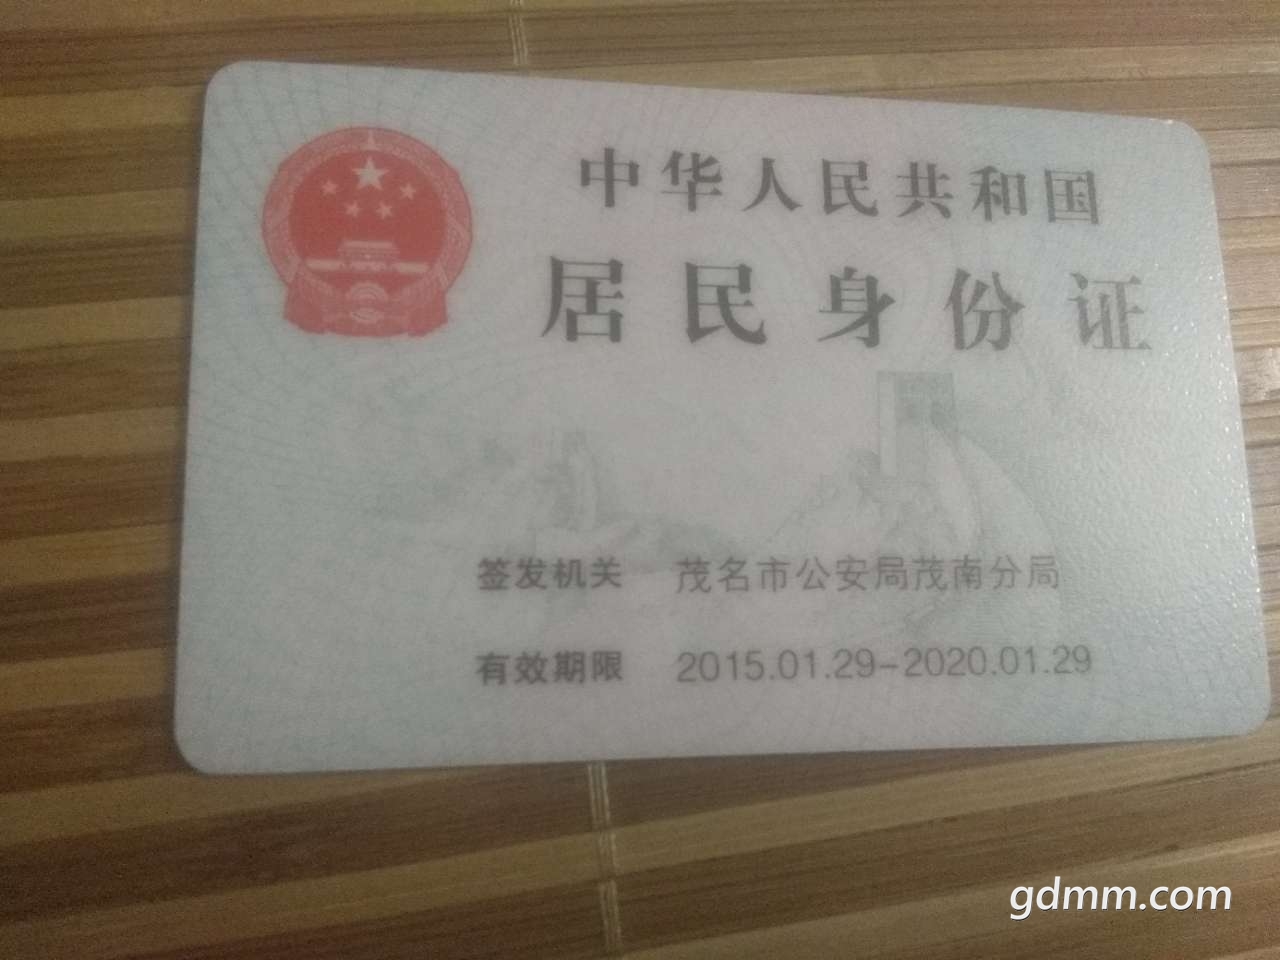 中华人民共和国
居民身份证
签发机关 茂名市公安局茂南分局
有效期限 2015.01.29-2020.01.29
gdmm.com